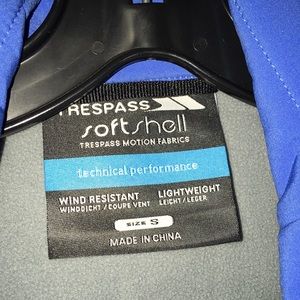 TRESPASS
softshell
TRESPASS MOTION FABRICS
technical performance
WIND RESISTANT LIGHTWEIGHT
WINDDICHT / COUPE VENT LEICHT / LEGER
SIZE S
MADE IN CHINA